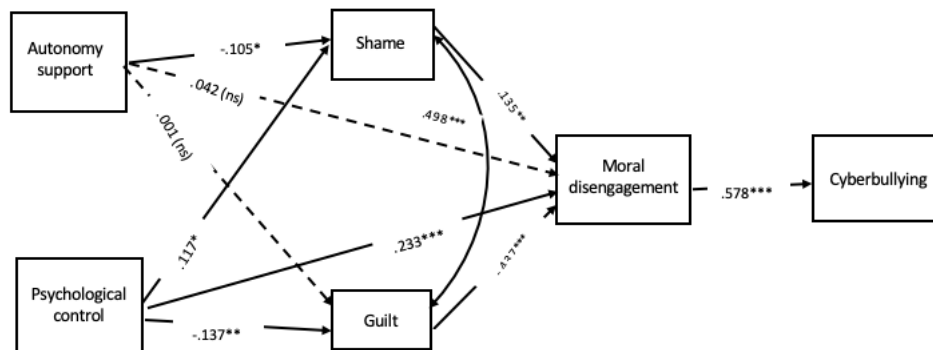 Autonomy
support
-.105*
Shame
.042 (ns)
.001 (ns)
.498***
.135**
Moral
disengagement
.578***
Cyberbullying
.117*
.233***
Psychological
control
-.137**
Guilt